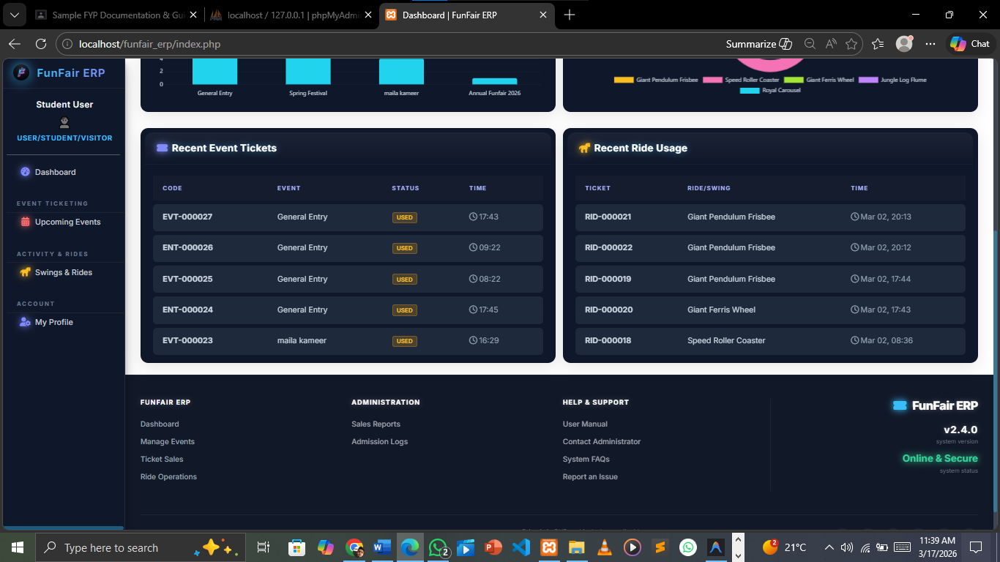 Sample FYP Documentation & Gui
localhost / 127.0.0.1 | phpMyAdmi
Dashboard | FunFair ERP
localhost/funfair_erp/index.php
Summarize
Chat
FunFair ERP
Student User
USER/STUDENT/VISITOR
Dashboard
EVENT TICKETING
Upcoming Events
ACTIVITY & RIDES
Swings & Rides
ACCOUNT
My Profile
2
0
General Entry Spring Festival maila kameer Annual Funfair 2026
Giant Pendulum Frisbee Speed Roller Coaster Giant Ferris Wheel Jungle Log Flume
Royal Carousel
Recent Event Tickets
CODE EVENT STATUS TIME
EVT-000027 General Entry USED 17:43
ENT-000026 General Entry USED 09:22
EVT-000025 General Entry USED 08:22
ENT-000024 General Entry USED 17:45
EVT-000023 maila kameer USED 16:29
Recent Ride Usage
TICKET RIDE/SWING TIME
RID-000021 Giant Pendulum Frisbee Mar 02, 20:13
RID-000022 Giant Pendulum Frisbee Mar 02, 20:12
RID-000019 Giant Pendulum Frisbee Mar 02, 17:44
RID-000020 Giant Ferris Wheel Mar 02, 17:43
RID-000018 Speed Roller Coaster Mar 02, 08:36
FUNFAIR ERP
Dashboard
Manage Events
Ticket Sales
Ride Operations
ADMINISTRATION
Sales Reports
Admission Logs
HELP & SUPPORT
User Manual
Contact Administrator
System FAQs
Report an Issue
FunFair ERP
v2.4.0
system version
Online & Secure
system status
Type here to search
2
2
21°C
11:39 AM
3/17/2026